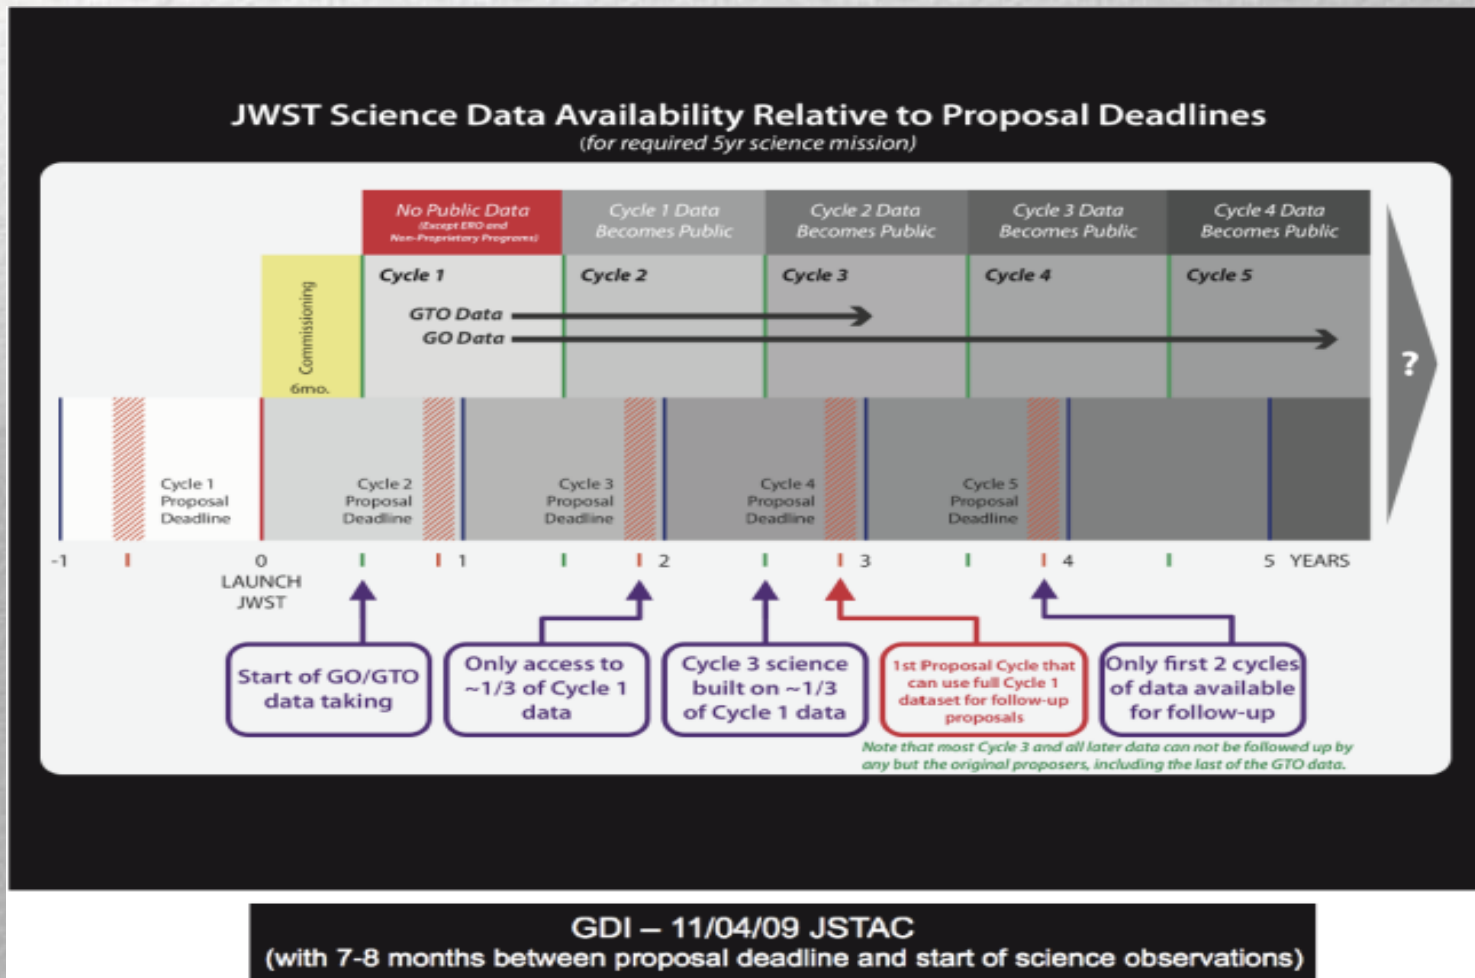 JWST Science Data Availability Relative to Proposal Deadlines
(for required 5yr science mission)
No Public Data
(Except ERO and
Non-Proprietary Programs)
Cycle 1 Data
Becomes Public
Cycle 2 Data
Becomes Public
Cycle 3 Data
Becomes Public
Cycle 4 Data
Becomes Public
Commissioning
6mo.
Cycle 1
Cycle 2
Cycle 3
Cycle 4
Cycle 5
GTO Data
GO Data
?
Cycle 1
Proposal
Deadline
Cycle 2
Proposal
Deadline
Cycle 3
Proposal
Deadline
Cycle 4
Proposal
Deadline
Cycle 5
Proposal
Deadline
-1
0
1
2
3
4
5 YEARS
LAUNCH
JWST
Start of GO/GTO
data taking
Only access to
~1/3 of Cycle 1
data
Cycle 3 science
built on ~1/3
of Cycle 1 data
1st Proposal Cycle that
can use full Cycle 1
dataset for follow-up
proposals
Only first 2 cycles
of data available
for follow-up
Note that most Cycle 3 and all later data can not be followed up by
any but the original proposers, including the last of the GTO data.
GDI – 11/04/09 JSTAC
(with 7-8 months between proposal deadline and start of science observations)